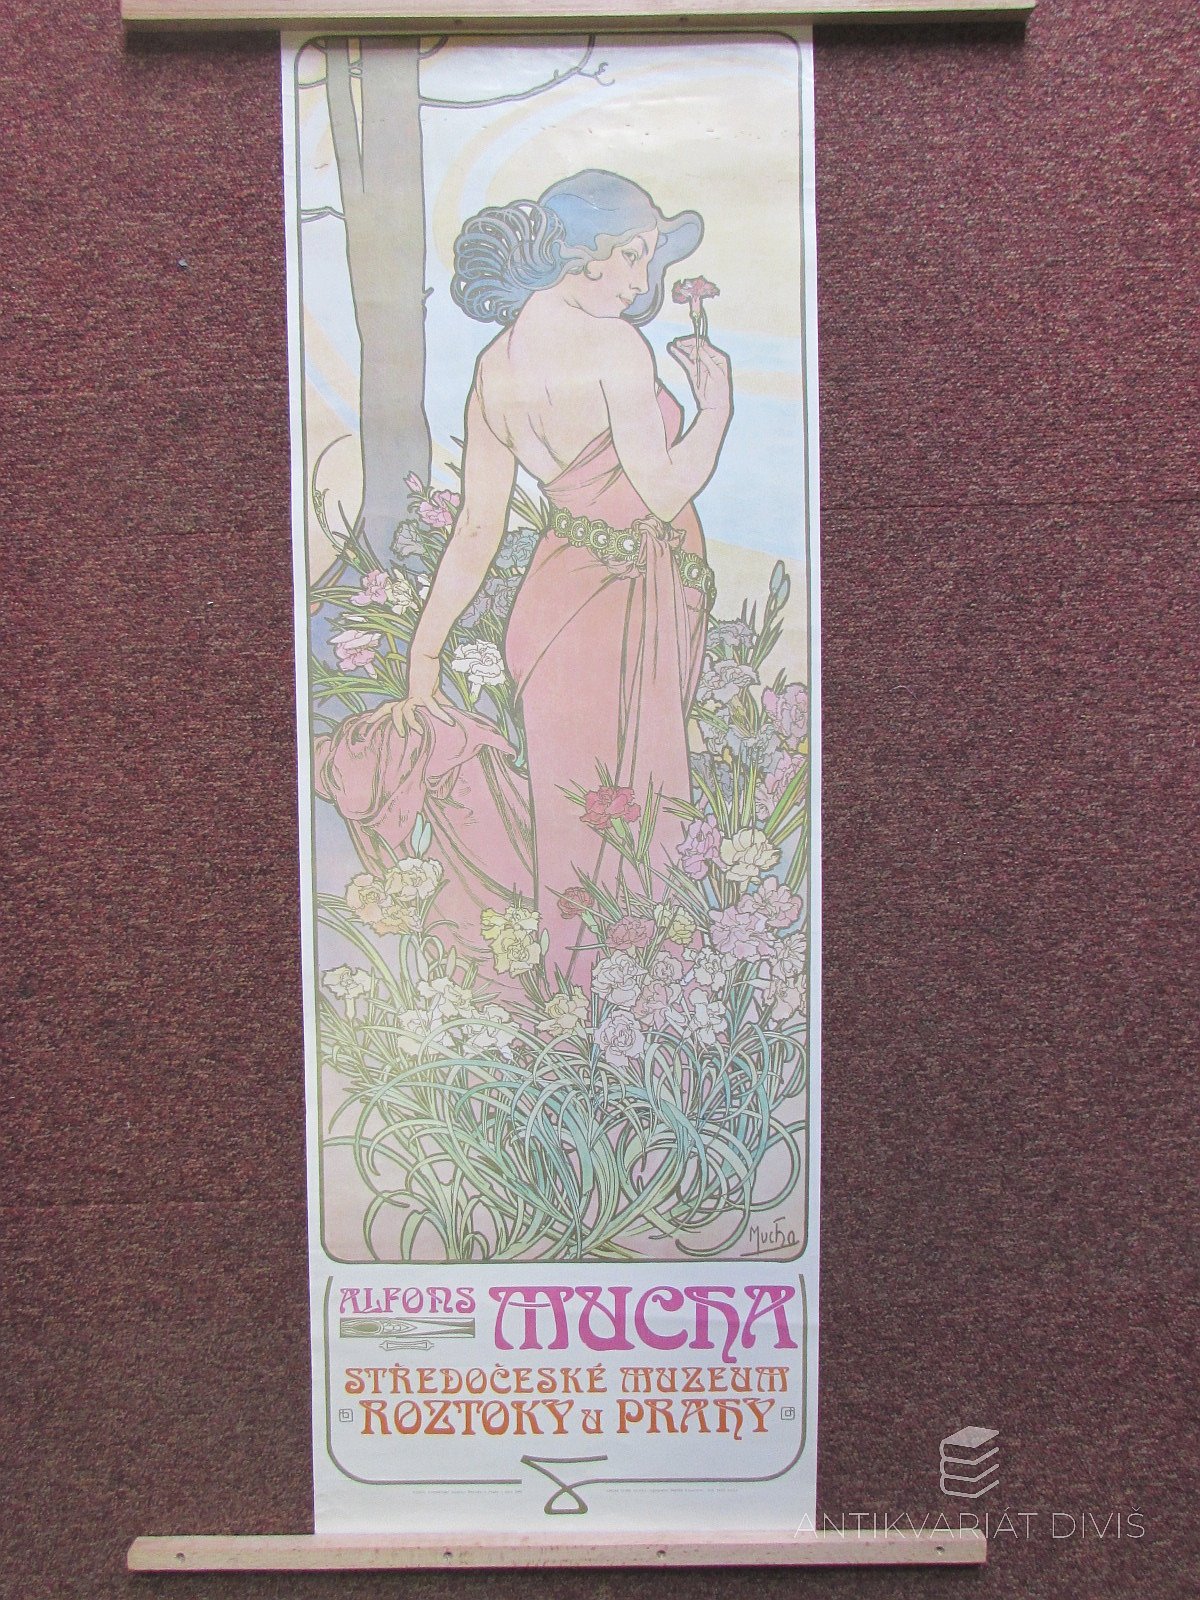 Mucha
ALFONS MUCHA
STŘEDOČESKÉ MUZEUM
ROZTOKY U PRAHY
ANTIKVARIÁT DIVIŠ